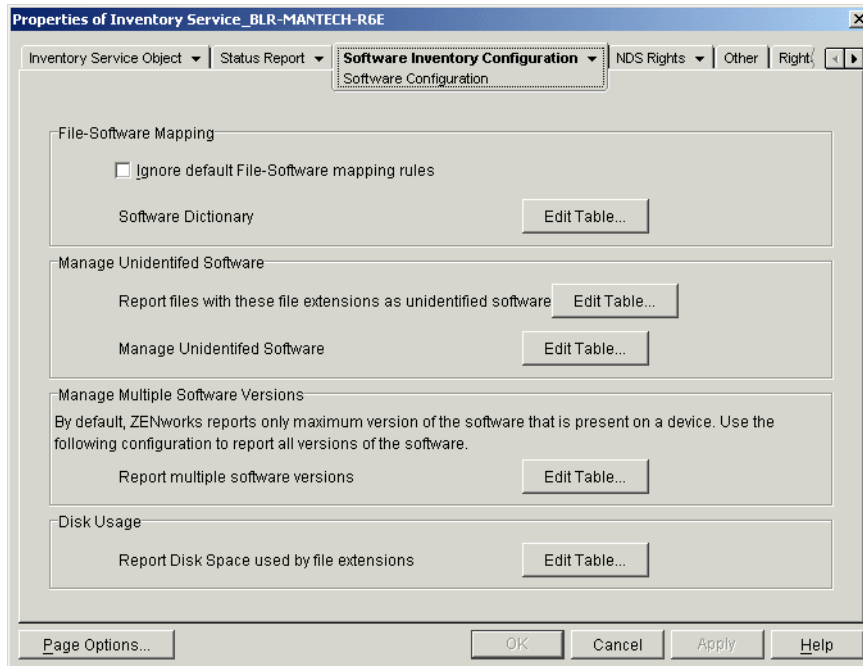 Properties of Inventory Service_BLR-MANTECH-R6E
Inventory Service Object
Status Report
Software Inventory Configuration
NDS Rights
Other
Software Configuration
File-Software Mapping
Ignore default File-Software mapping rules
Software Dictionary
Edit Table...
Manage Unidentifed Software
Report files with these file extensions as unidentified software
Edit Table...
Manage Unidentifed Software
Edit Table...
Manage Multiple Software Versions
By default, ZENworks reports only maximum version of the software that is present on a device. Use the
following configuration to report all versions of the software.
Report multiple software versions
Edit Table...
Disk Usage
Report Disk Space used by file extensions
Edit Table...
Page Options...
OK
Cancel
Apply
Help